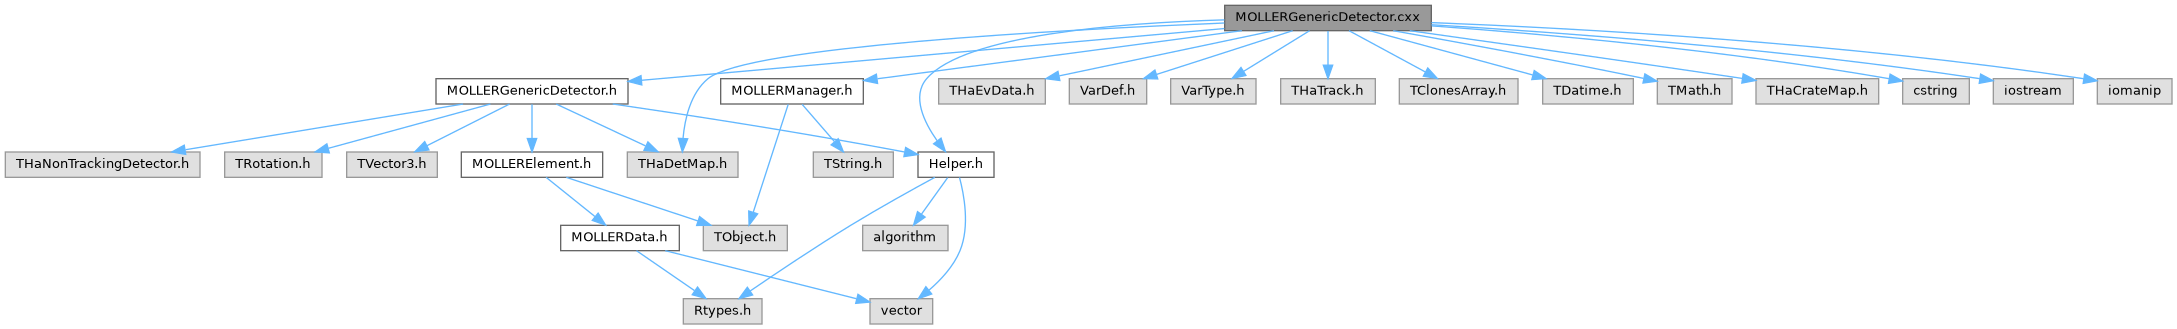 MOLLERGenericDetector.cxx
MOLLERGenericDetector.h
MOLLERManager.h
THaEvData.h
VarDef.h
VarType.h
THaTrack.h
TClonesArray.h
TDatime.h
TMath.h
THaCrateMap.h
cstring
iostream
iomanip
THaNonTrackingDetector.h
TRotation.h
TVector3.h
MOLLERElement.h
THaDetMap.h
TString.h
Helper.h
MOLLERData.h
TObject.h
algorithm
Rtypes.h
vector